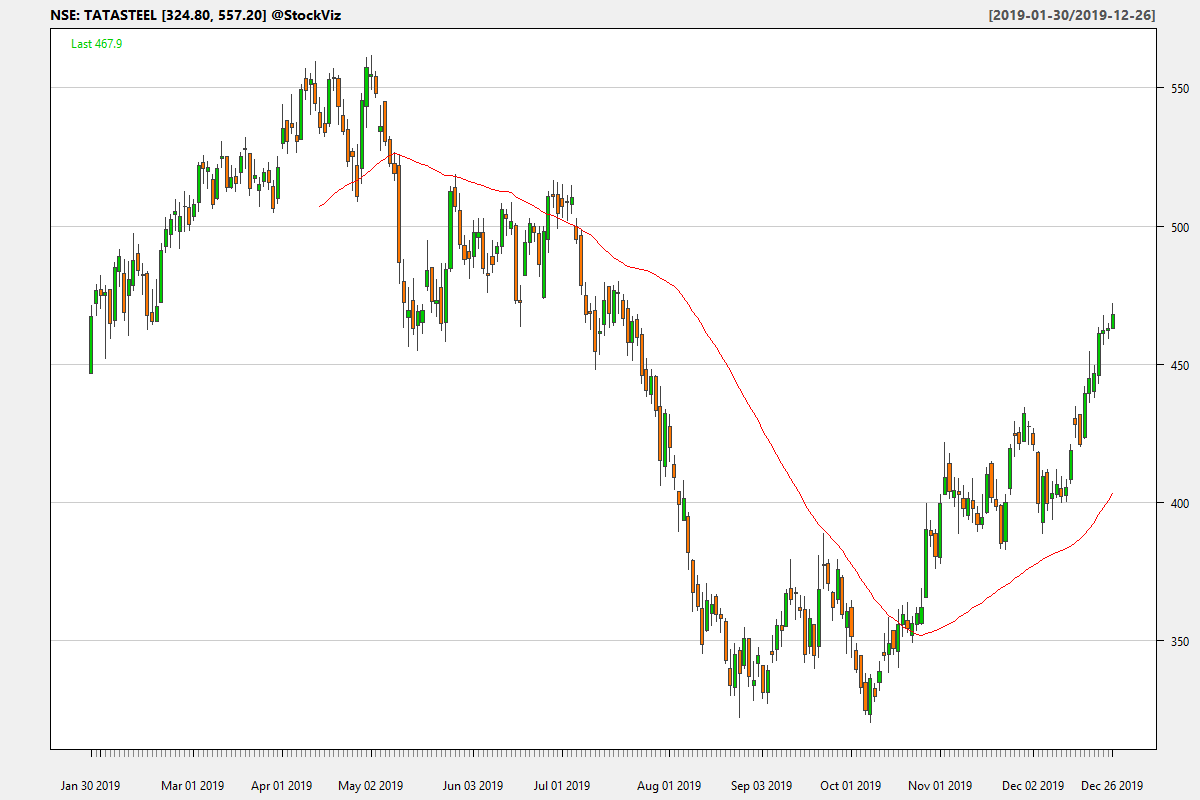 NSE: TATASTEEL [324.80, 557.20] @StockViz [2019-01-30/2019-12-26]
Last 467.9
550
500
450
400
350
Jan 30 2019 Mar 01 2019 Apr 01 2019 May 02 2019 Jun 03 2019 Jul 01 2019 Aug 01 2019 Sep 03 2019 Oct 01 2019 Nov 01 2019 Dec 02 2019 Dec 26 2019